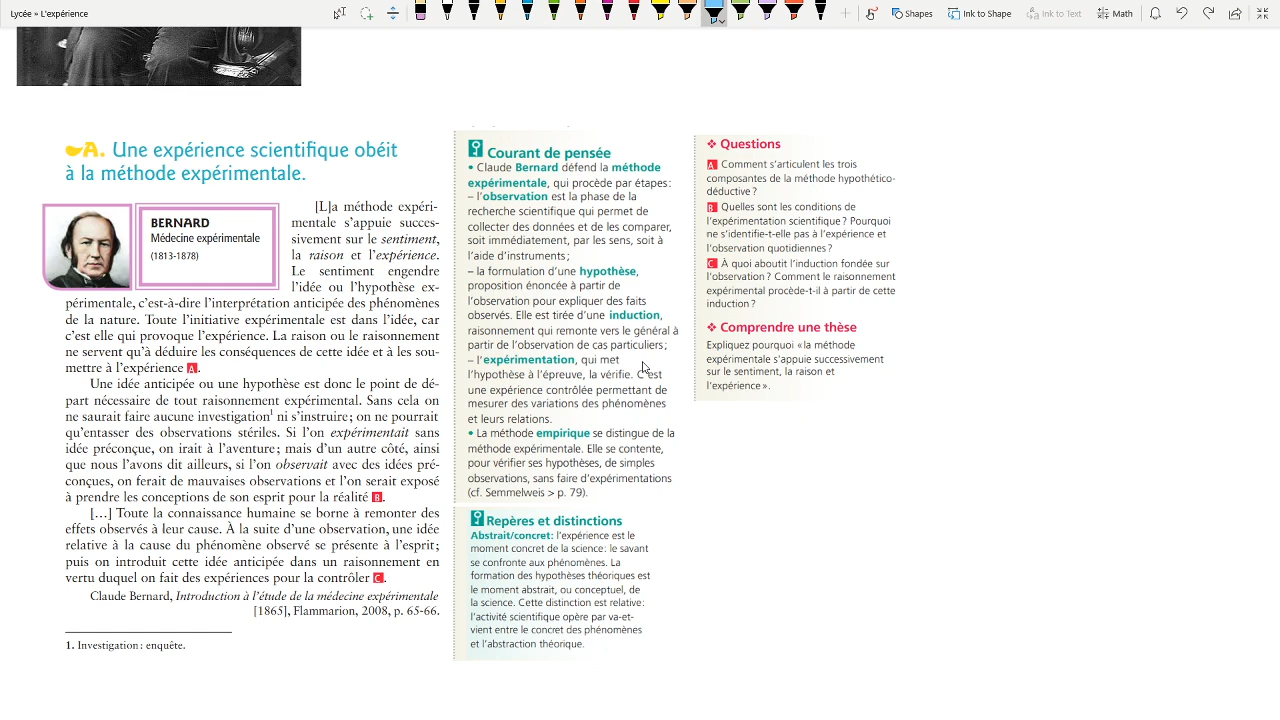 Lycée » L'expérience
Shapes
Ink to Shape
Ink to Text
Math
A. Une expérience scientifique obéit
à la méthode expérimentale.
BERNARD
Médecine expérimentale
(1813-1878)
[L]a méthode expéri-
mentale s'appuie succes-
sivement sur le sentiment,
la raison et l'expérience.
Le sentiment engendre
l'idée ou l'hypothèse ex-
périmentale, c'est-à-dire l'interprétation anticipée des phénomènes
de la nature. Toute l'initiative expérimentale est dans l'idée, car
c'est elle qui provoque l'expérience. La raison ou le raisonnement
ne servent qu'à déduire les conséquences de cette idée et à les sou-
mettre à l'expérience A.
Une idée anticipée ou une hypothèse est donc le point de dé-
part nécessaire de tout raisonnement expérimental. Sans cela on
ne saurait faire aucune investigation1 ni s'instruire ; on ne pourrait
qu'entasser des observations stériles. Si l'on expérimentait sans
idée préconçue, on irait à l'aventure ; mais d'un autre côté, ainsi
que nous l'avons dit ailleurs, si l'on observait avec des idées pré-
conçues, on ferait de mauvaises observations et l'on serait exposé
à prendre les conceptions de son esprit pour la réalité B.
[…] Toute la connaissance humaine se borne à remonter des
effets observés à leur cause. À la suite d'une observation, une idée
relative à la cause du phénomène observé se présente à l'esprit ;
puis on introduit cette idée anticipée dans un raisonnement en
vertu duquel on fait des expériences pour la contrôler C.
Claude Bernard, Introduction à l'étude de la médecine expérimentale
[1865], Flammarion, 2008, p. 65-66.
1. Investigation : enquête.
Courant de pensée
• Claude Bernard défend la méthode
expérimentale, qui procède par étapes :
– l'observation est la phase de la
recherche scientifique qui permet de
collecter des données et de les comparer,
soit immédiatement, par les sens, soit à
l'aide d'instruments ;
– la formulation d'une hypothèse,
proposition énoncée à partir de
l'observation pour expliquer des faits
observés. Elle est tirée d'une induction,
raisonnement qui remonte vers le général à
partir de l'observation de cas particuliers ;
– l'expérimentation, qui met
l'hypothèse à l'épreuve, la vérifie. C'est
une expérience contrôlée permettant de
mesurer des variations des phénomènes
et leurs relations.
• La méthode empirique se distingue de la
méthode expérimentale. Elle se contente,
pour vérifier ses hypothèses, de simples
observations, sans faire d'expérimentations
(cf. Semmelweis > p. 79).
Repères et distinctions
Abstrait/concret : l'expérience est le
moment concret de la science : le savant
se confronte aux phénomènes. La
formation des hypothèses théoriques est
le moment abstrait, ou conceptuel, de
la science. Cette distinction est relative :
l'activité scientifique opère par va-et-
vient entre le concret des phénomènes
et l'abstraction théorique.
❖ Questions
A Comment s'articulent les trois
composantes de la méthode hypothético-
déductive ?
B Quelles sont les conditions de
l'expérimentation scientifique ? Pourquoi
ne s'identifie-t-elle pas à l'expérience et
l'observation quotidiennes ?
C À quoi aboutit l'induction fondée sur
l'observation ? Comment le raisonnement
expérimental procède-t-il à partir de cette
induction ?
❖ Comprendre une thèse
Expliquez pourquoi « la méthode
expérimentale s'appuie successivement
sur le sentiment, la raison et
l'expérience ».